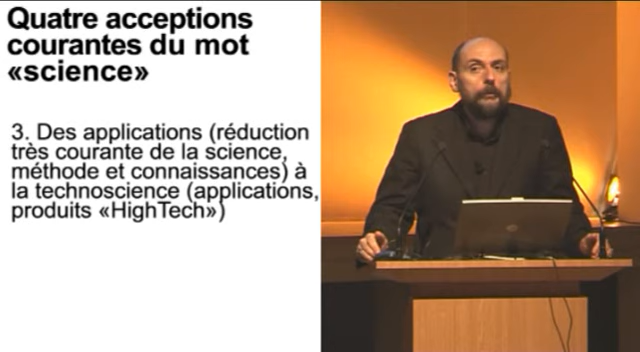 Quatre acceptions
courantes du mot
«science»
3. Des applications (réduction
très courante de la science,
méthode et connaissances) à
la technoscience (applications,
produits «HighTech»)